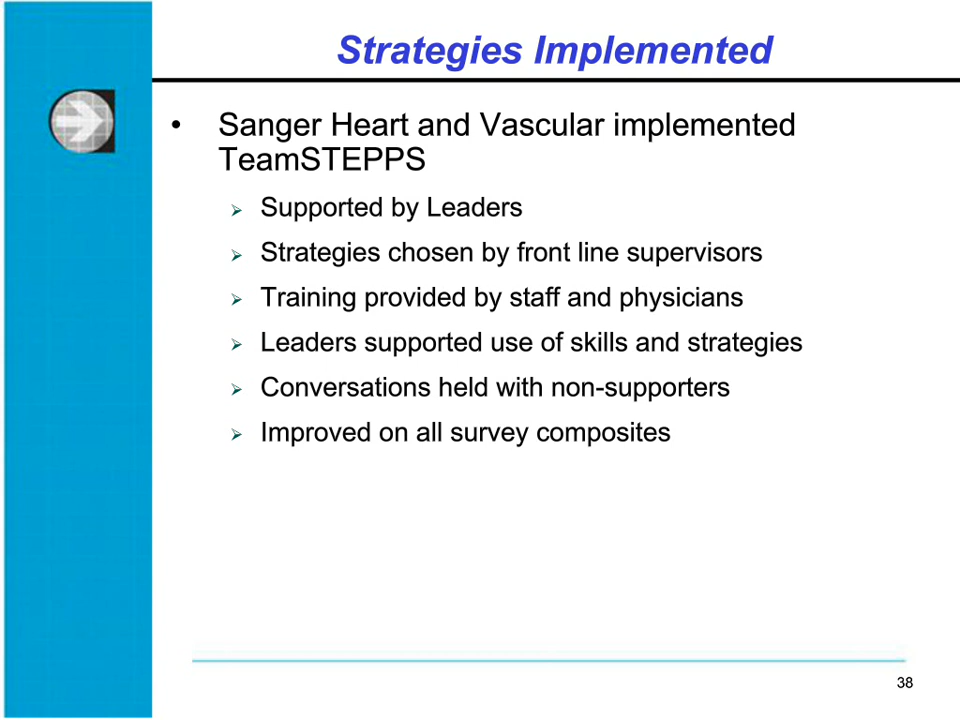 Strategies Implemented
• Sanger Heart and Vascular implemented
TeamSTEPPS
➢ Supported by Leaders
➢ Strategies chosen by front line supervisors
➢ Training provided by staff and physicians
➢ Leaders supported use of skills and strategies
➢ Conversations held with non-supporters
➢ Improved on all survey composites
38